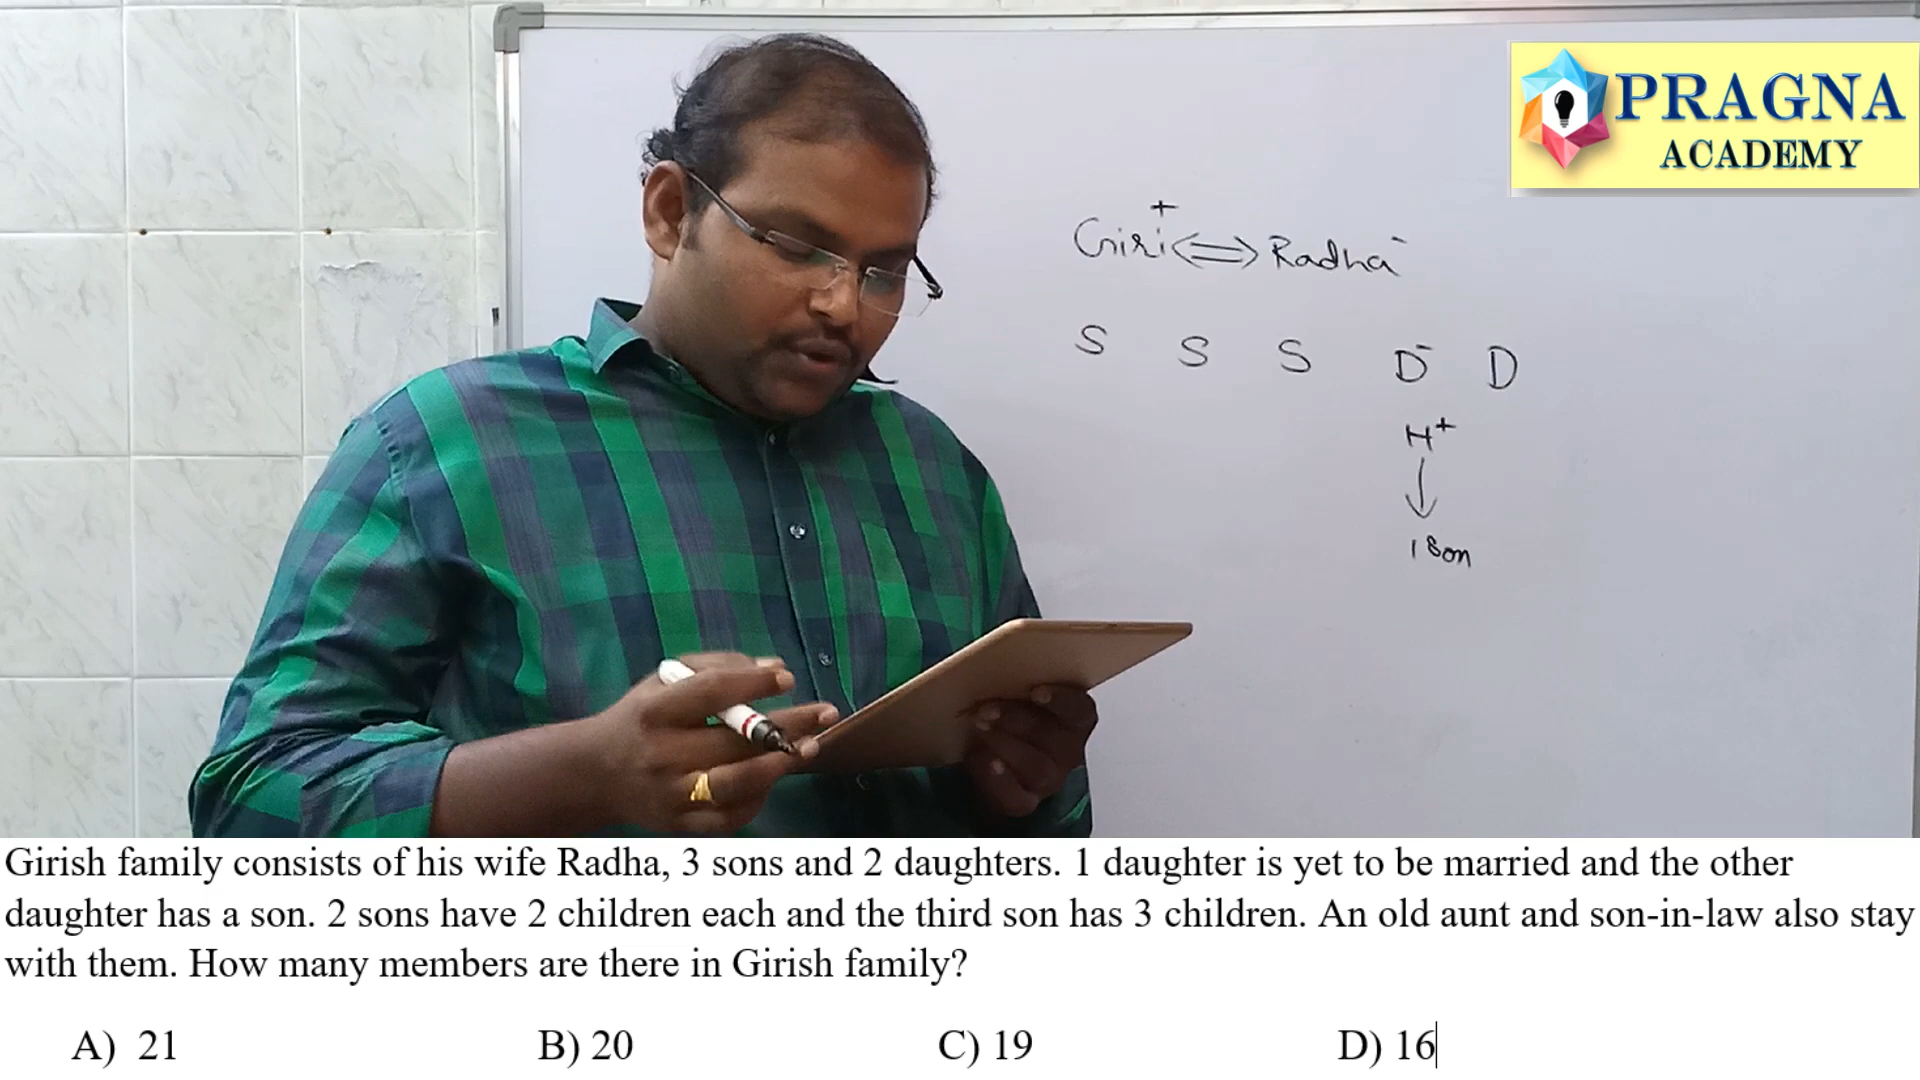 PRAGNA
ACADEMY
+
Giri ⇔ Radha -
S S S D - D
H +
↓
1 Son
Girish family consists of his wife Radha, 3 sons and 2 daughters. 1 daughter is yet to be married and the other
daughter has a son. 2 sons have 2 children each and the third son has 3 children. An old aunt and son-in-law also stay
with them. How many members are there in Girish family?
A) 21 B) 20 C) 19 D) 16